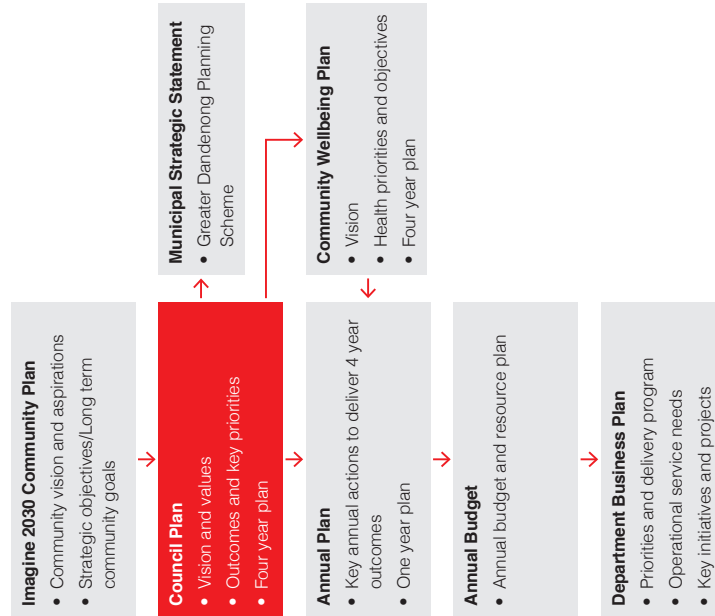 Imagine 2030 Community Plan
• Community vision and aspirations
• Strategic objectives/Long term
community goals
Council Plan
• Vision and values
• Outcomes and key priorities
• Four year plan
Municipal Strategic Statement
• Greater Dandenong Planning
Scheme
Annual Plan
• Key annual actions to deliver 4 year
outcomes
• One year plan
Community Wellbeing Plan
• Vision
• Health priorities and objectives
• Four year plan
Annual Budget
• Annual budget and resource plan
Department Business Plan
• Priorities and delivery program
• Operational service needs
• Key initiatives and projects